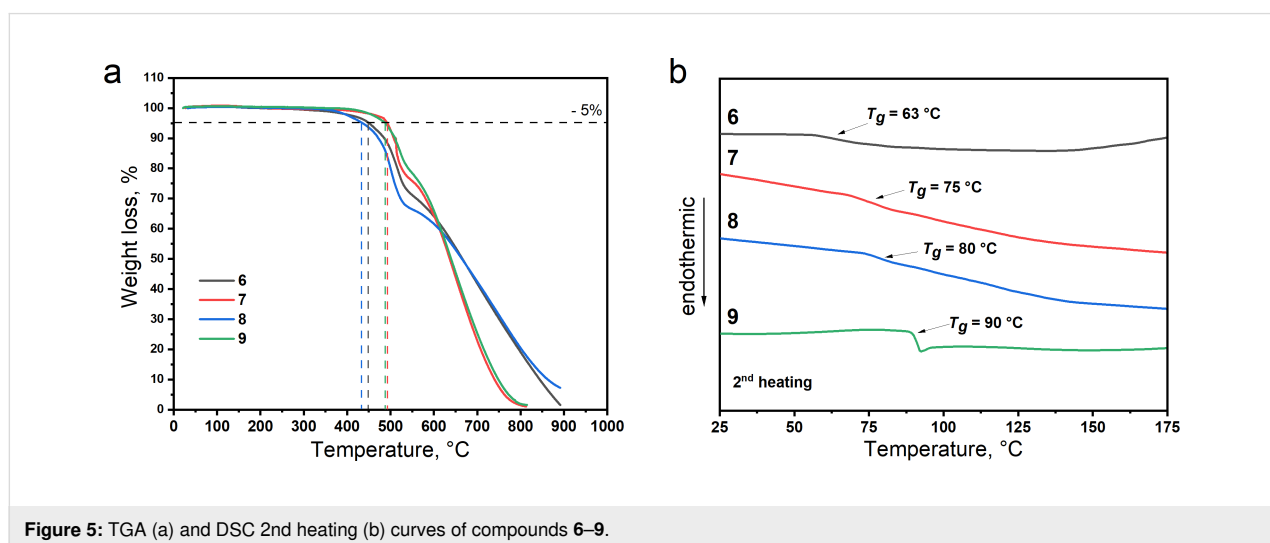 a
Weight loss, %
110
100
90
80
70
60
50
40
30
20
10
0
- 5%
6
7
8
9
0 100 200 300 400 500 600 700 800 900 1000
Temperature, °C
b
endothermic
6
Tg = 63 °C
7
Tg = 75 °C
8
Tg = 80 °C
9
Tg = 90 °C
2nd heating
25 50 75 100 125 150 175
Temperature, °C
Figure 5: TGA (a) and DSC 2nd heating (b) curves of compounds 6–9.